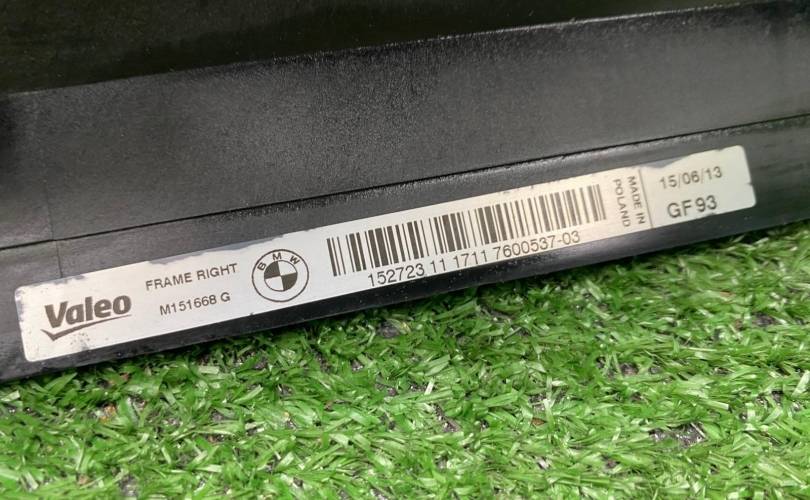 Valeo
FRAME RIGHT
M151668 G
BMW
152723 11 1711 7600537-03
MADE IN
POLAND
15/06/13
GF93